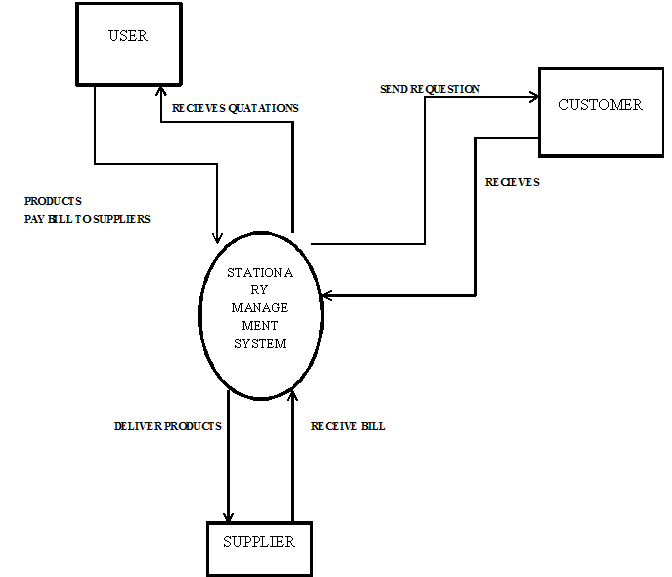 USER
SEND REQUESTION
CUSTOMER
RECIEVES QUATATIONS
RECIEVES
PRODUCTS
PAY BILL TO SUPPLIERS
STATIONA
RY
MANAGE
MENT
SYSTEM
DELIVER PRODUCTS
RECEIVE BILL
SUPPLIER